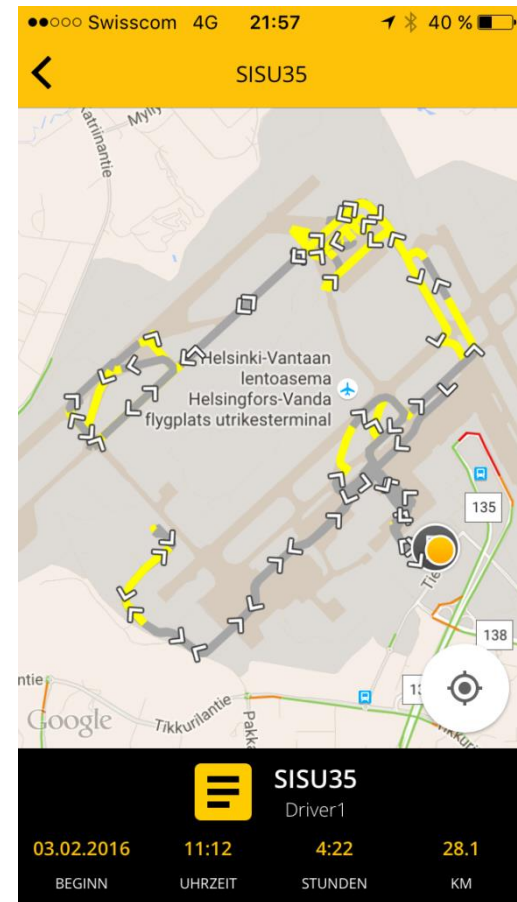 Swisscom 4G 21:57 40 %
SISU35
Katriinantie
Helsinki-Vantaan
lentoasema
Helsingfors-Vanda
flygplats utrikesterminal
135
138
Google
Tikkurilantie
SISU35
Driver1
03.02.2016 11:12 4:22 28.1
BEGINN UHRZEIT STUNDEN KM